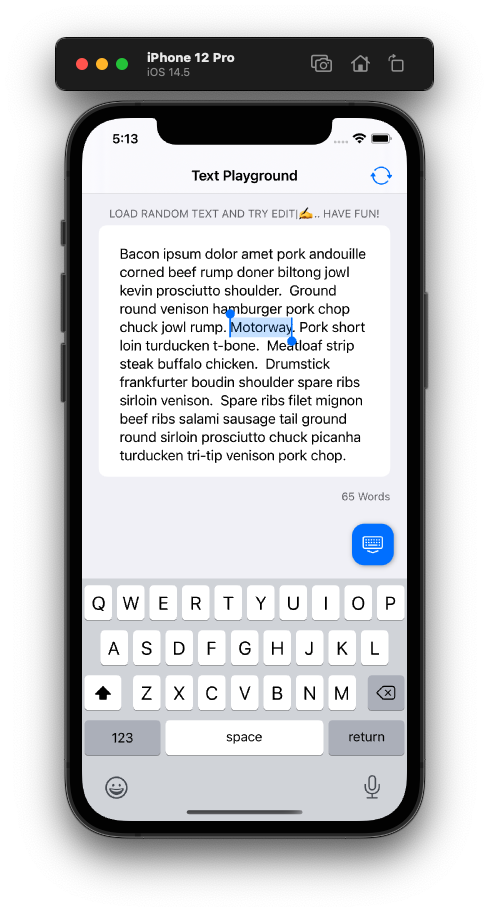 iPhone 12 Pro
iOS 14.5
5:13
Text Playground
LOAD RANDOM TEXT AND TRY EDITI✍️.. HAVE FUN!
Bacon ipsum dolor amet pork andouille
corned beef rump doner biltong jowl
kevin prosciutto shoulder.  Ground
round venison hamburger pork chop
chuck jowl rump. Motorway. Pork short
loin turducken t-bone.  Meatloaf strip
steak buffalo chicken.  Drumstick
frankfurter boudin shoulder spare ribs
sirloin venison.  Spare ribs filet mignon
beef ribs salami sausage tail ground
round sirloin prosciutto chuck picanha
turducken tri-tip venison pork chop.
65 Words
Q W E R T Y U I O P
A S D F G H J K L
Z X C V B N M
123 space return